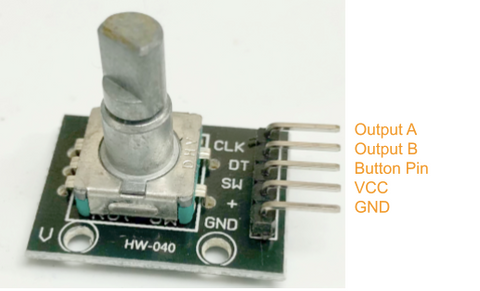 Output A
CLK
Output B
DT
Button Pin
SW
VCC
+
GND
GND
V
HW-040